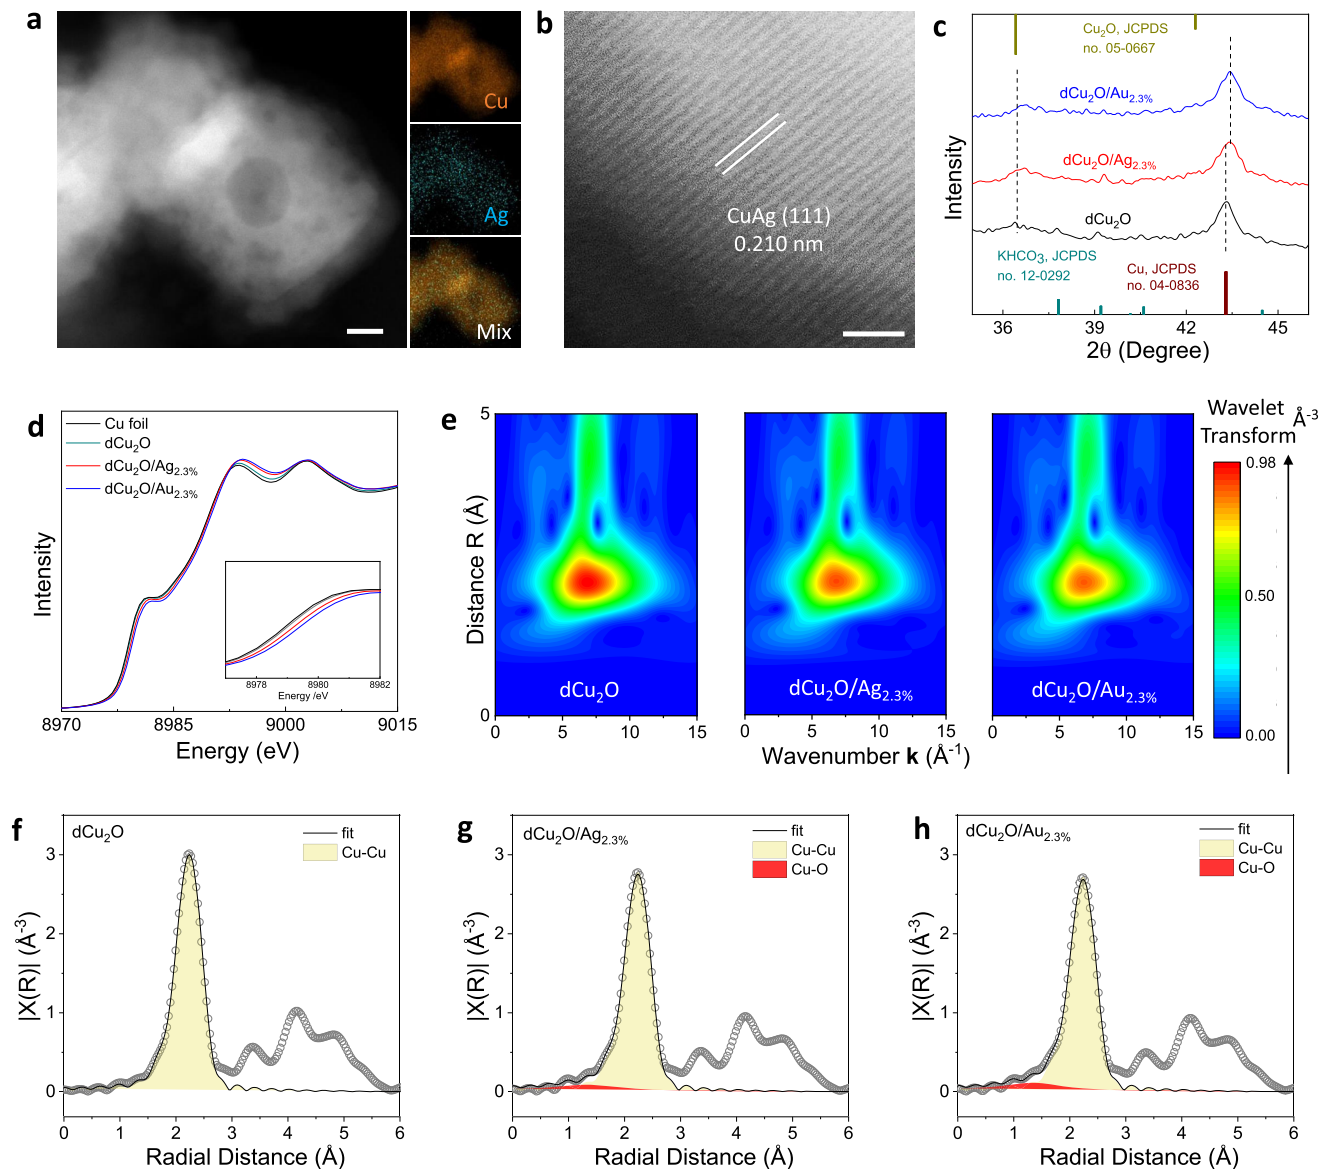 a
Cu
Ag
Mix
b
CuAg (111)
0.210 nm
c
Cu₂O, JCPDS
no. 05-0667
dCu₂O/Au₂.₃%
dCu₂O/Ag₂.₃%
dCu₂O
KHCO₃, JCPDS
no. 12-0292
Cu, JCPDS
no. 04-0836
Intensity
36 39 42 45
2θ (Degree)
d
Cu foil
dCu₂O
dCu₂O/Ag₂.₃%
dCu₂O/Au₂.₃%
Intensity
8978 8980 8982
Energy /eV
8970 8985 9000 9015
Energy (eV)
e
5
Distance R (Å)
0
dCu₂O
dCu₂O/Ag₂.₃%
dCu₂O/Au₂.₃%
0 5 10 15
0 5 10 15
0 5 10 15
Wavenumber k (Å⁻¹)
Wavelet
Transform
Å⁻³
0.98
0.50
0.00
f
dCu₂O
fit
Cu–Cu
|X(R)| (Å⁻³)
3
2
1
0
0 1 2 3 4 5 6
Radial Distance (Å)
g
dCu₂O/Ag₂.₃%
fit
Cu–Cu
Cu–O
|X(R)| (Å⁻³)
3
2
1
0
0 1 2 3 4 5 6
Radial Distance (Å)
h
dCu₂O/Au₂.₃%
fit
Cu–Cu
Cu–O
|X(R)| (Å⁻³)
3
2
1
0
0 1 2 3 4 5 6
Radial Distance (Å)